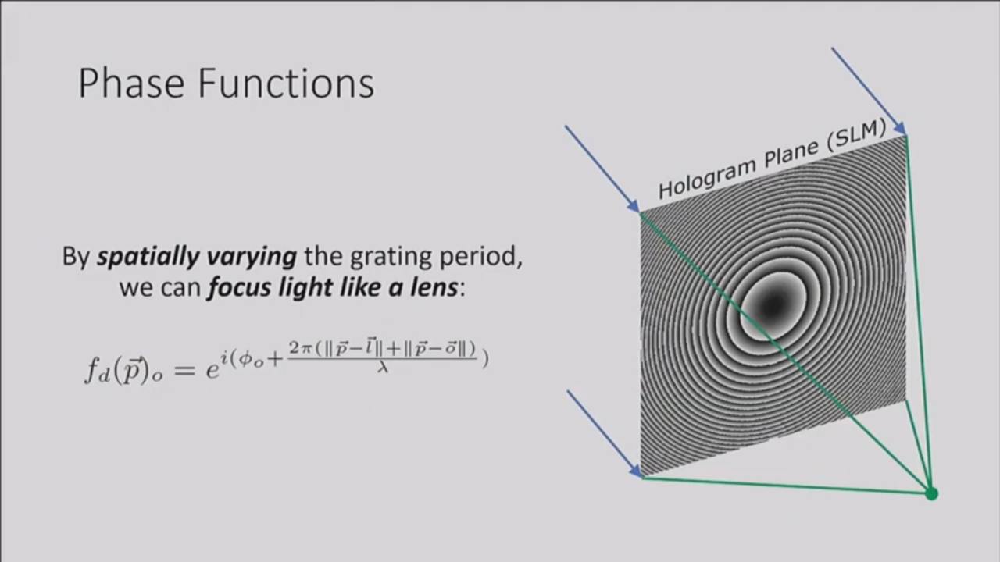 Phase Functions
Hologram Plane (SLM)
By spatially varying the grating period,
we can focus light like a lens:
f_d(\vec{p})_o = e^{i(\phi_o + \frac{2\pi(\|\vec{p}-\vec{l}\|+\|\vec{p}-\vec{o}\|)}{\lambda})}